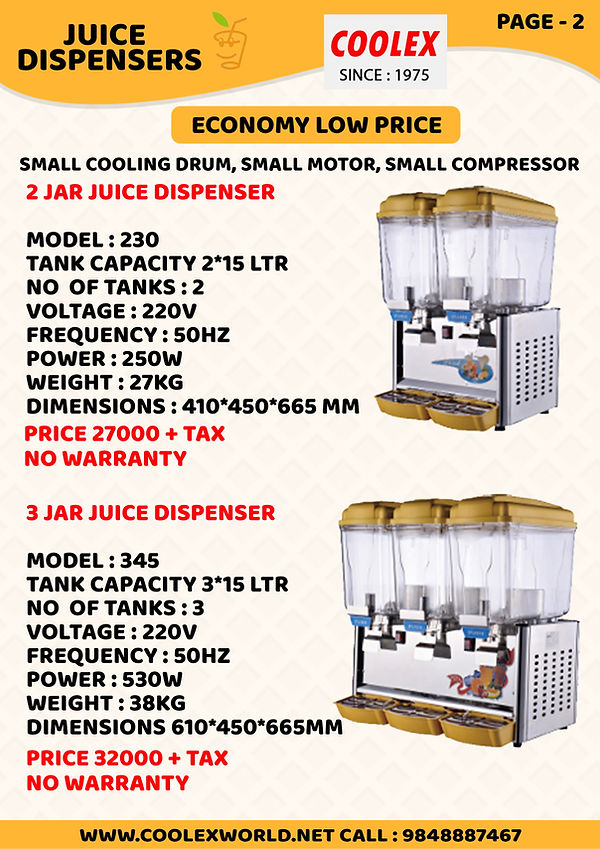 JUICE
DISPENSERS
COOLEX
SINCE : 1975
PAGE - 2
ECONOMY LOW PRICE
SMALL COOLING DRUM, SMALL MOTOR, SMALL COMPRESSOR
2 JAR JUICE DISPENSER
MODEL : 230
TANK CAPACITY 2*15 LTR
NO OF TANKS : 2
VOLTAGE : 220V
FREQUENCY : 50HZ
POWER : 250W
WEIGHT : 27KG
DIMENSIONS : 410*450*665 MM
PRICE 27000 + TAX
NO WARRANTY
3 JAR JUICE DISPENSER
MODEL : 345
TANK CAPACITY 3*15 LTR
NO OF TANKS : 3
VOLTAGE : 220V
FREQUENCY : 50HZ
POWER : 530W
WEIGHT : 38KG
DIMENSIONS 610*450*665MM
PRICE 32000 + TAX
NO WARRANTY
WWW.COOLEXWORLD.NET CALL : 9848887467